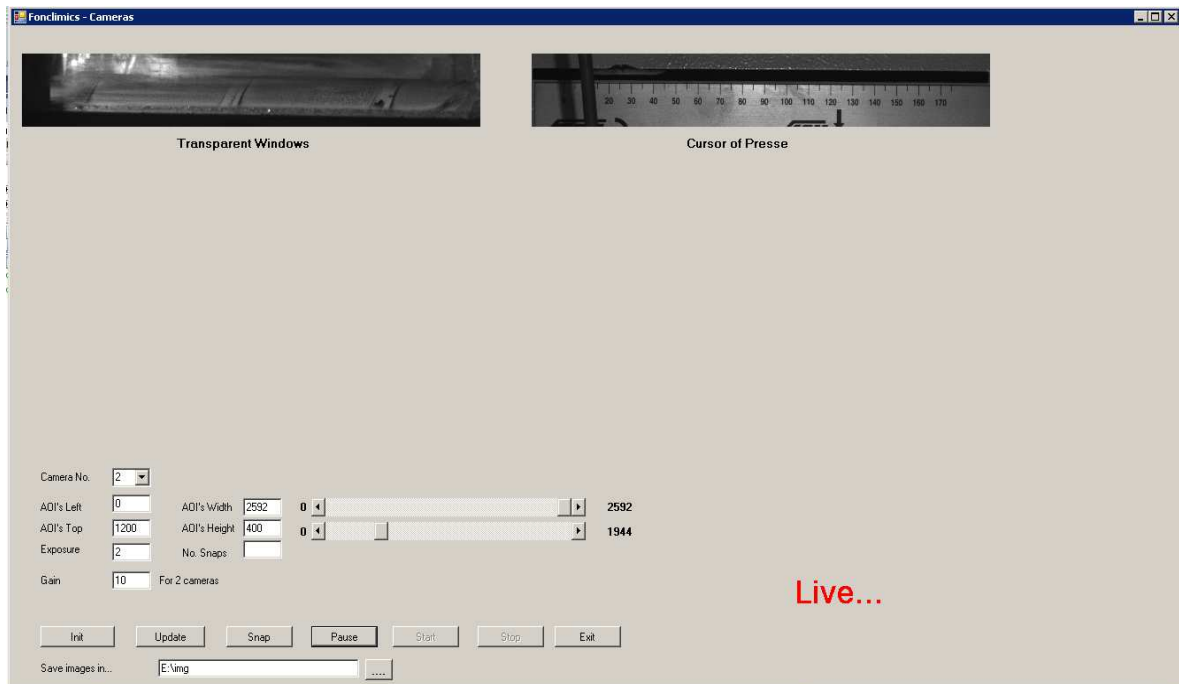 Fonclimics - Cameras
20 30 40 50 60 70 80 90 100 110 120 130 140 150 160 170
Transparent Windows
Cursor of Presse
Camera No. 2
AOI's Left 0 AOI's Width 2592 0 2592
AOI's Top 1200 AOI's Height 400 0 1944
Exposure 2 No. Snaps
Gain 10 For 2 cameras
Live...
Init Update Snap Pause Start Stop Exit
Save images in... E:\img ....